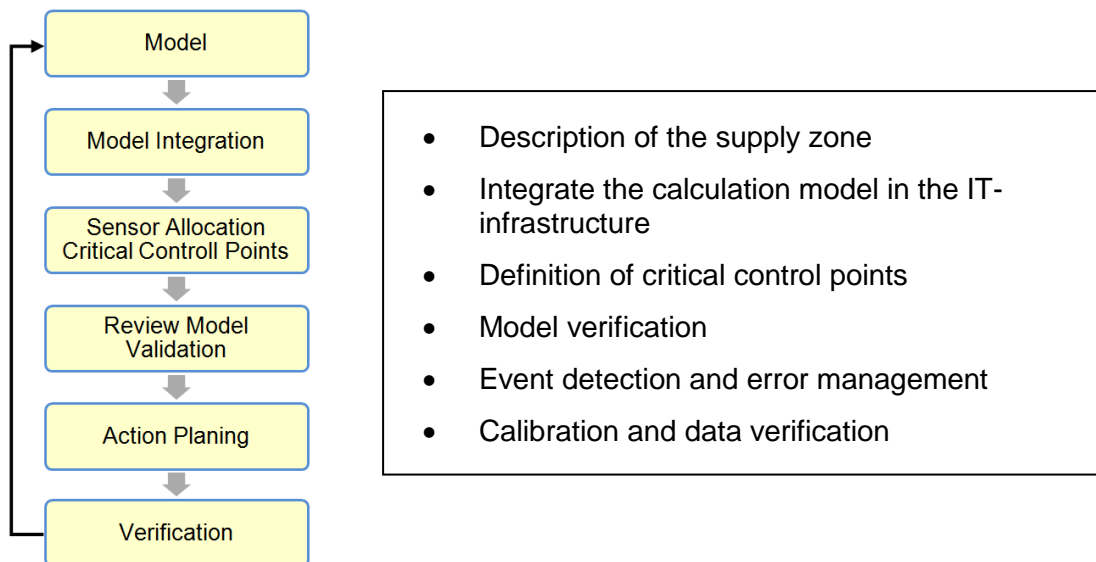 Model
Model Integration
Sensor Allocation
Critical Controll Points
Review Model
Validation
Action Planing
Verification
• Description of the supply zone
• Integrate the calculation model in the IT-
infrastructure
• Definition of critical control points
• Model verification
• Event detection and error management
• Calibration and data verification